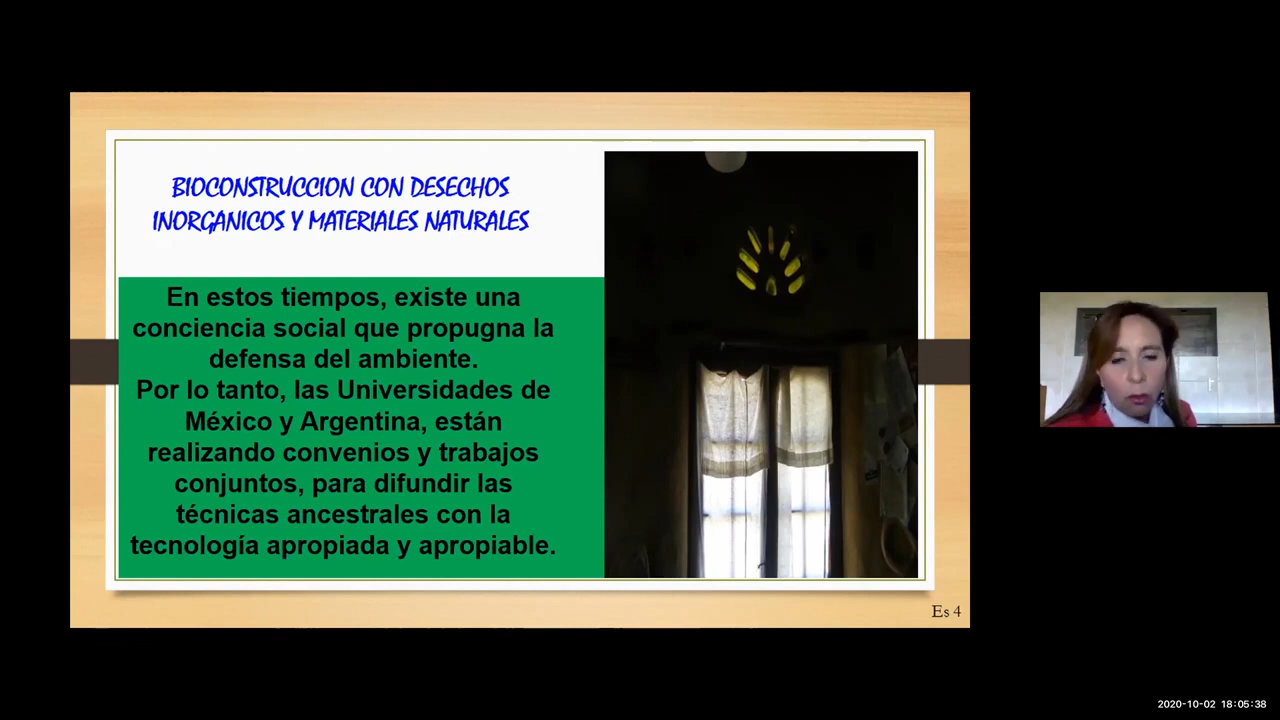 BIOCONSTRUCCION CON DESECHOS
INORGANICOS Y MATERIALES NATURALES
En estos tiempos, existe una
conciencia social que propugna la
defensa del ambiente.
Por lo tanto, las Universidades de
México y Argentina, están
realizando convenios y trabajos
conjuntos, para difundir las
técnicas ancestrales con la
tecnología apropiada y apropiable.
Es 4
2020-10-02 18:05:38